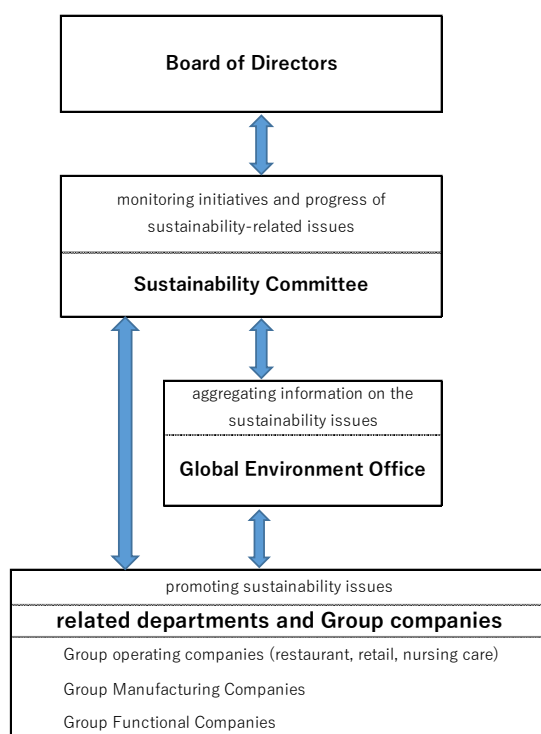 Board of Directors
monitoring initiatives and progress of
sustainability-related issues
Sustainability Committee
aggregating information on the
sustainability issues
Global Environment Office
promoting sustainability issues
related departments and Group companies
Group operating companies (restaurant, retail, nursing care)
Group Manufacturing Companies
Group Functional Companies